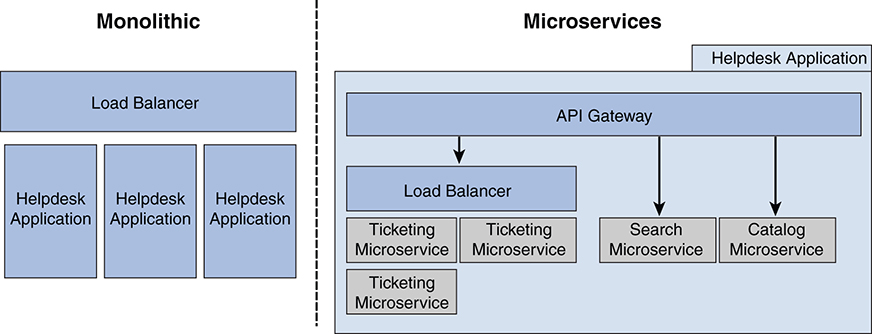 Monolithic
Load Balancer
Helpdesk
Application
Helpdesk
Application
Helpdesk
Application
Microservices
Helpdesk Application
API Gateway
Load Balancer
Ticketing
Microservice
Ticketing
Microservice
Ticketing
Microservice
Search
Microservice
Catalog
Microservice